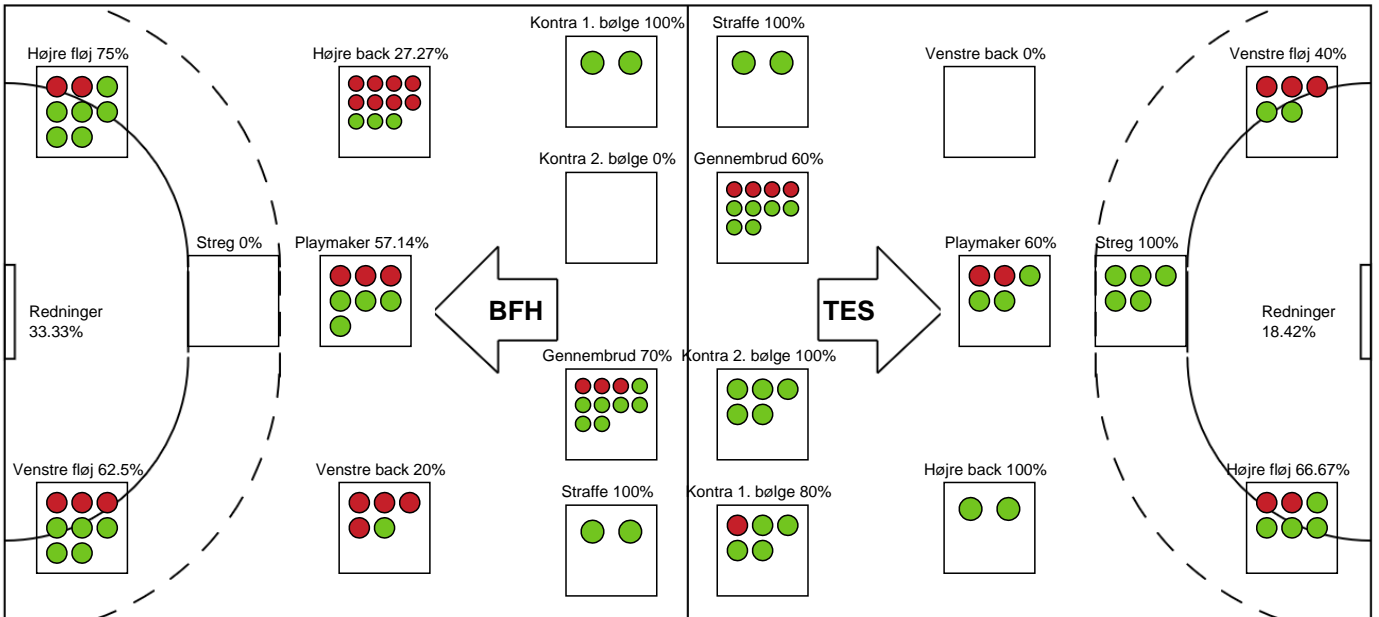 Kontra 1. bølge 100%
Straffe 100%
Højre fløj 75%
Højre back 27.27%
Venstre back 0%
Venstre fløj 40%
Kontra 2. bølge 0%
Gennembrud 60%
Streg 0%
Playmaker 57.14%
Playmaker 60%
Streg 100%
Redninger
33.33%
BFH
TES
Redninger
18.42%
Gennembrud 70%
Kontra 2. bølge 100%
Venstre fløj 62.5%
Venstre back 20%
Højre back 100%
Højre fløj 66.67%
Straffe 100%
Kontra 1. bølge 80%